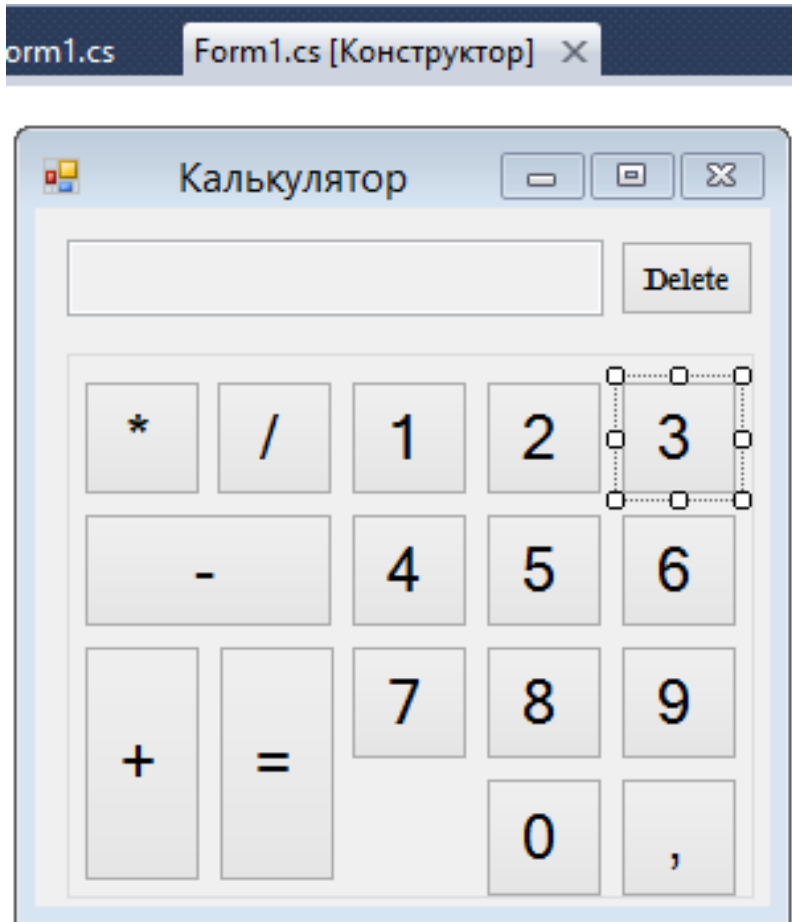 orm1.cs Form1.cs [Конструктор]
Калькулятор
Delete
* / 1 2 3
- 4 5 6
+ = 7 8 9
0 ,